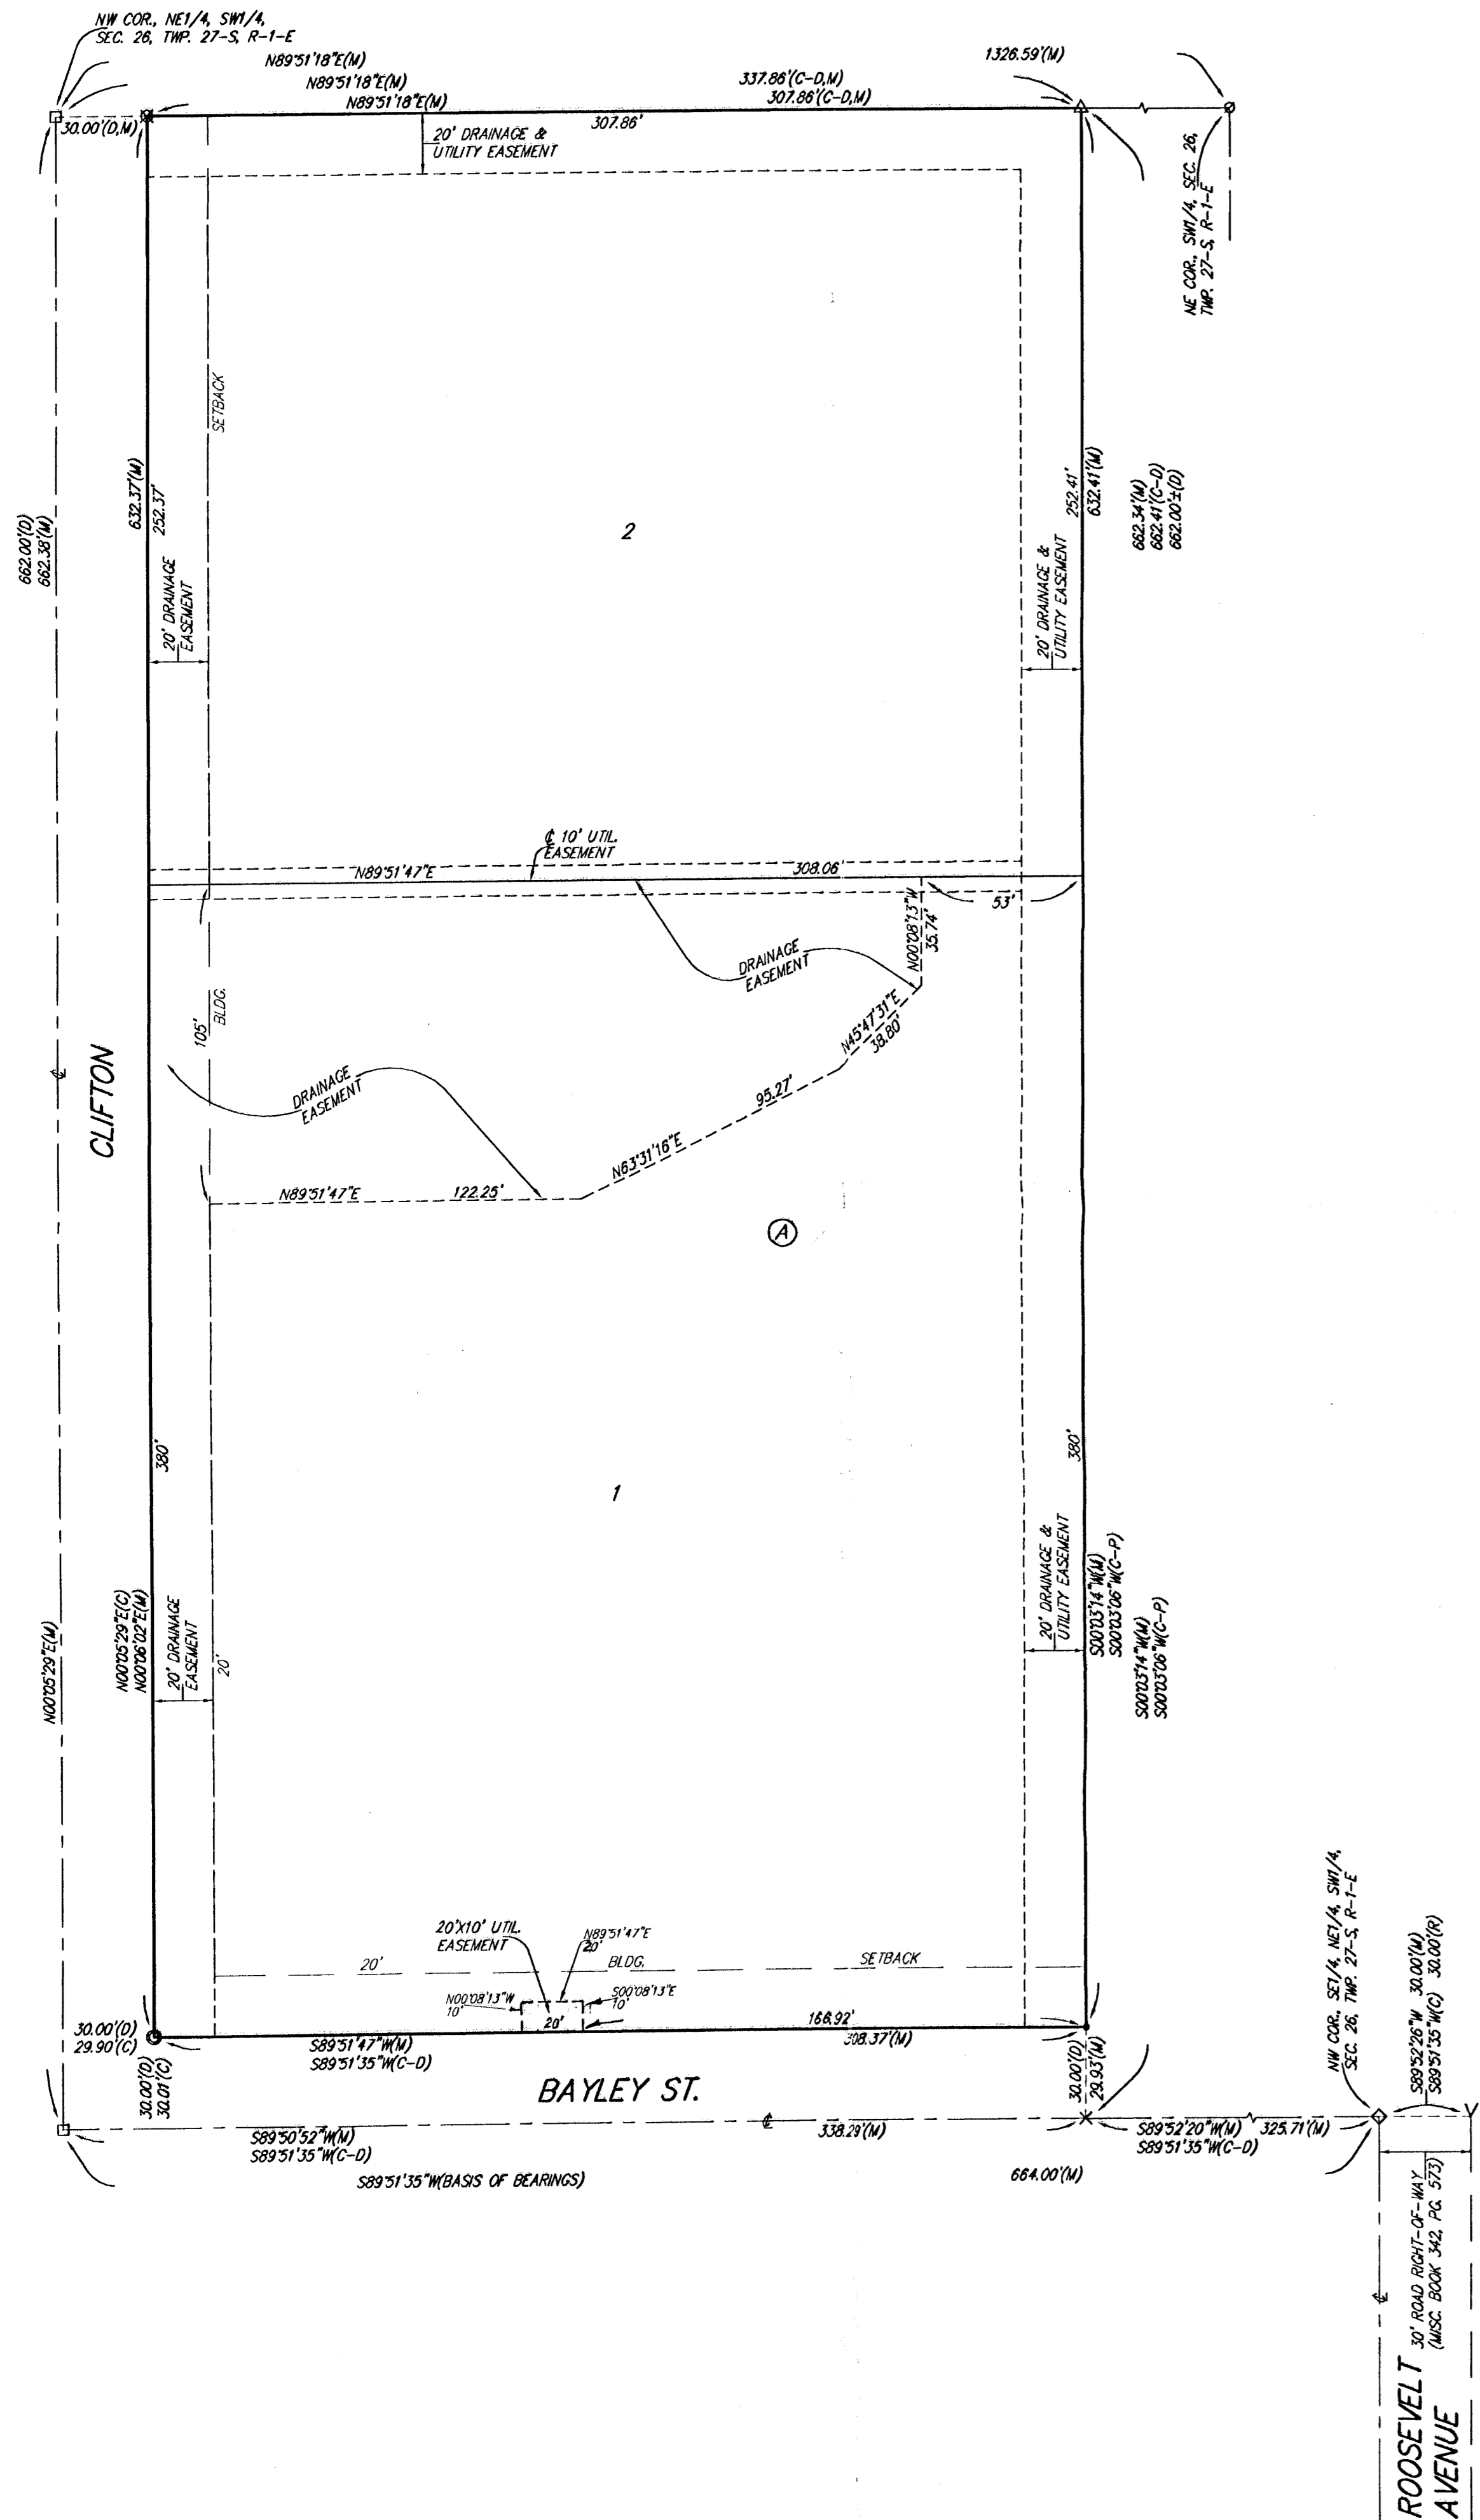 NW COR., NE1/4, SW1/4,
SEC. 26, TWP. 27-S, R-1-E
N89°51'18"E(M)
N89°51'18"E(M)
N89°51'18"E(M)
1326.59'(M)
337.86'(C-D,M)
307.86'(C-D,M)
307.86'
30.00'(D,M)
20' DRAINAGE &
UTILITY EASEMENT
NE COR., SW1/4, SEC. 26,
TWP. 27-S, R-1-E
SETBACK
662.00'(D)
662.38'(M)
632.37'(M)
252.37'
20' DRAINAGE
EASEMENT
2
252.41'
632.41'(M)
662.34'(M)
662.41'(C-D)
662.00'±(D)
20' DRAINAGE &
UTILITY EASEMENT
℄ 10' UTIL.
EASEMENT
N89°51'47"E
308.06'
53'
N00°08'13"W
35.74'
DRAINAGE
EASEMENT
N45°47'31"E
38.80'
105'
BLDG.
CLIFTON
℄
DRAINAGE
EASEMENT
95.27'
N63°31'16"E
N89°51'47"E
122.25'
A
380'
380'
1
N00°05'29"E(M)
N00°05'29"E(C)
N00°06'02"E(M)
20' DRAINAGE
EASEMENT
20'
20' DRAINAGE &
UTILITY EASEMENT
S00°03'14"W(M)
S00°03'06"W(C-P)
S00°03'14"W(M)
S00°03'06"W(C-P)
20'X10' UTIL.
EASEMENT
N89°51'47"E
20'
20'
BLDG.
SETBACK
N00°08'13"W
10'
S00°08'13"E
10'
20'
166.92'
308.37'(M)
30.00'(D)
29.90'(C)
30.00'(D)
30.01'(C)
S89°51'47"W(M)
S89°51'35"W(C-D)
BAYLEY ST.
30.00'(D)
29.93'(M)
NW COR., SE1/4, NE1/4, SW1/4,
SEC. 26, TWP. 27-S, R-1-E
S89°52'26"W 30.00'(M)
S89°51'35"W(C) 30.00'(R)
S89°50'52"W(M)
S89°51'35"W(C-D)
℄
338.29'(M)
S89°52'20"W(M) 325.71'(M)
S89°51'35"W(C-D)
S89°51'35"W(BASIS OF BEARINGS)
664.00'(M)
℄
30' ROAD RIGHT-OF-WAY
(MISC. BOOK 342, PG. 573)
ROOSEVELT
AVENUE